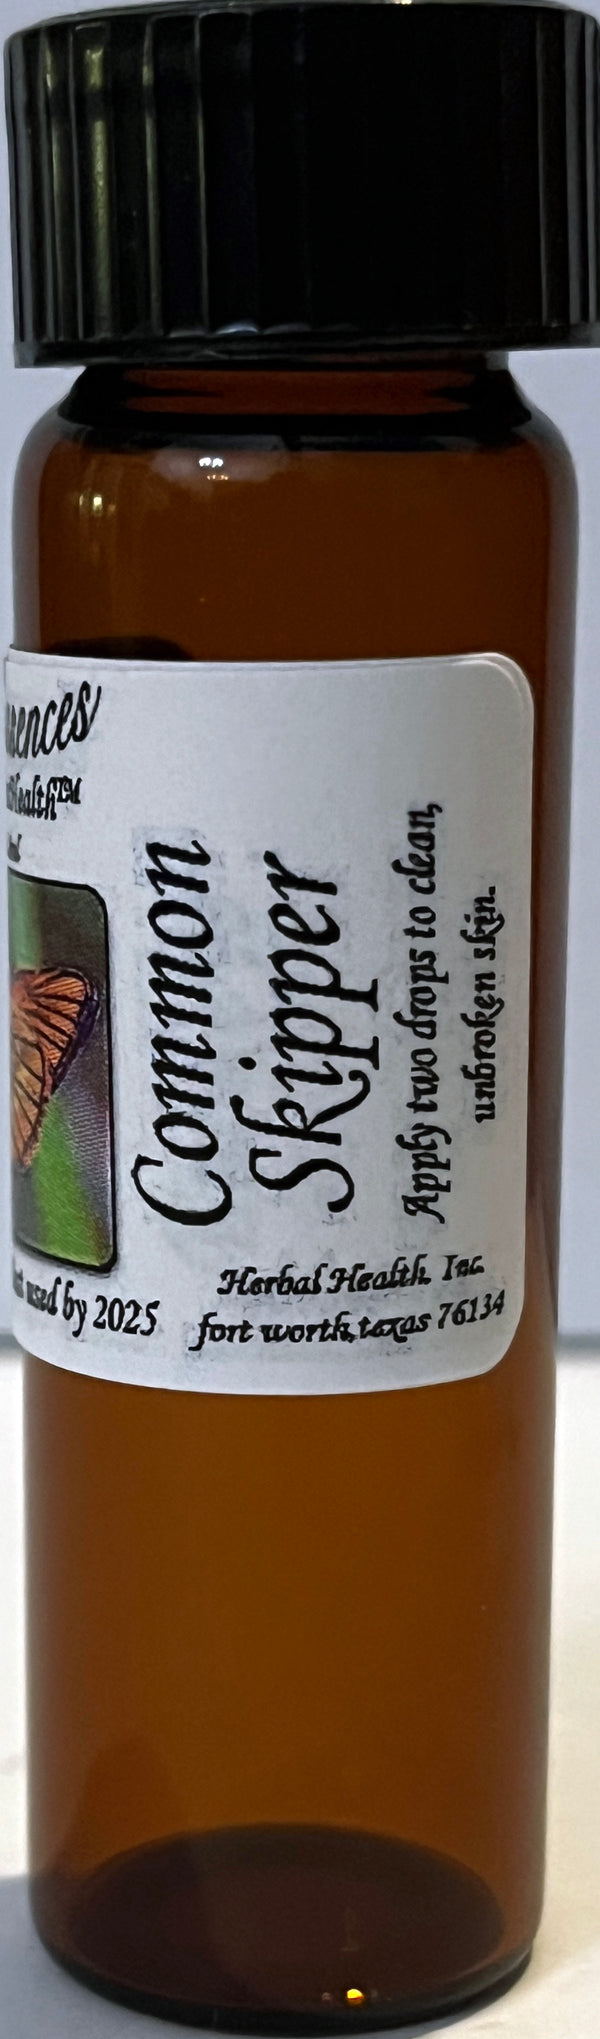 Common
Skipper
Apply two drops to clean,
unbroken skin.
used by 2025
Herbal Health, Inc.
fort worth, texas 76134